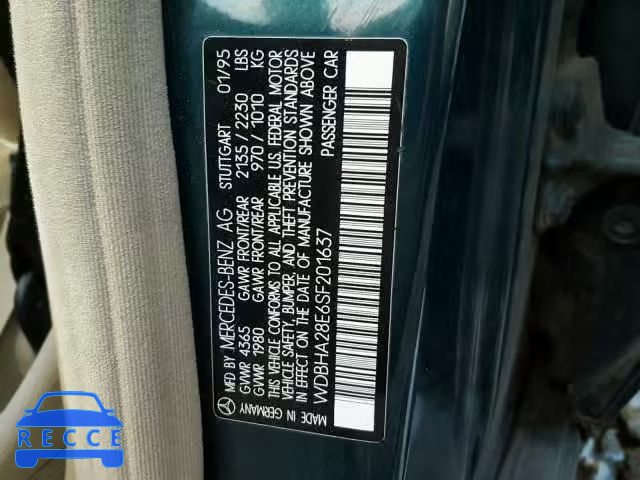 MFD BY MERCEDES-BENZ AG STUTTGART 01/95
GVWR 4365 GAWR FRONT/REAR 2135 / 2230 LBS
GVWR 1980 GAWR FRONT/REAR 970 / 1010 KG
THIS VEHICLE CONFORMS TO ALL APPLICABLE U.S. FEDERAL MOTOR
VEHICLE SAFETY, BUMPER, AND THEFT PREVENTION STANDARDS
IN EFFECT ON THE DATE OF MANUFACTURE SHOWN ABOVE
WDBHA28E6SF201637 PASSENGER CAR
MADE IN GERMANY
RECCE